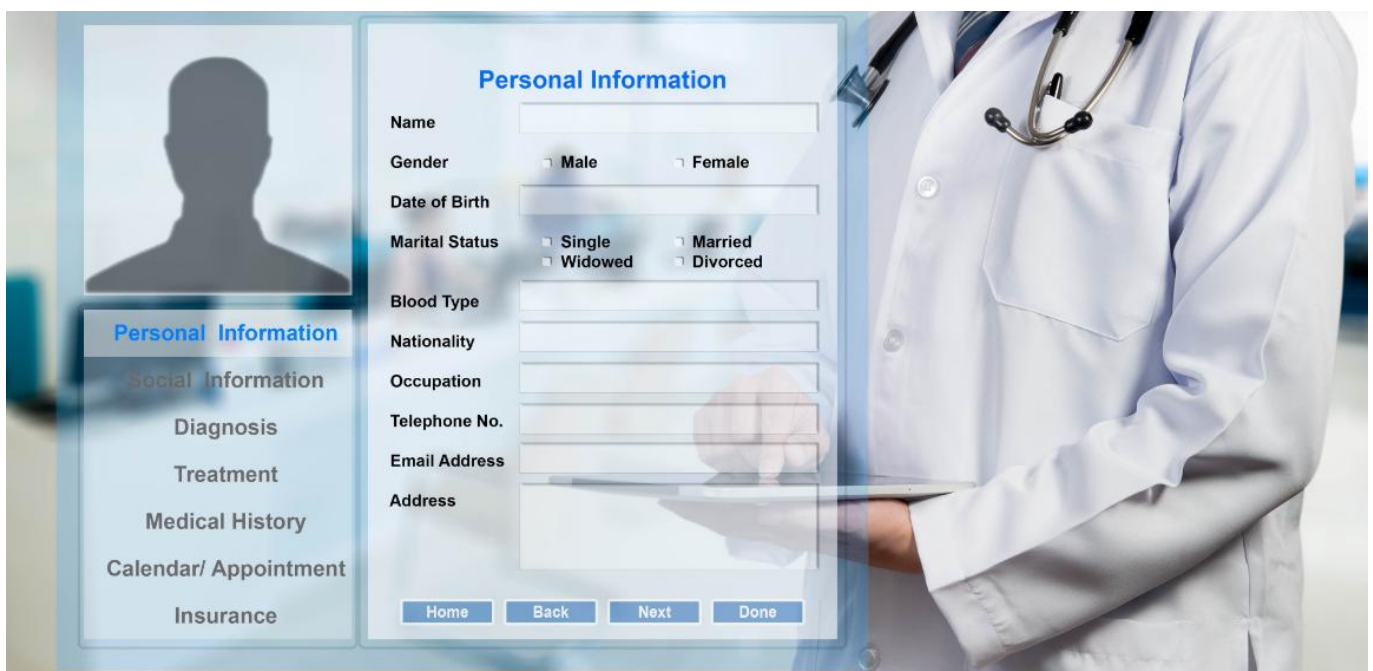 Personal Information
Social Information
Diagnosis
Treatment
Medical History
Calendar/ Appointment
Insurance
Personal Information
Name
Gender Male Female
Date of Birth
Marital Status Single Married
Widowed Divorced
Blood Type
Nationality
Occupation
Telephone No.
Email Address
Address
Home Back Next Done